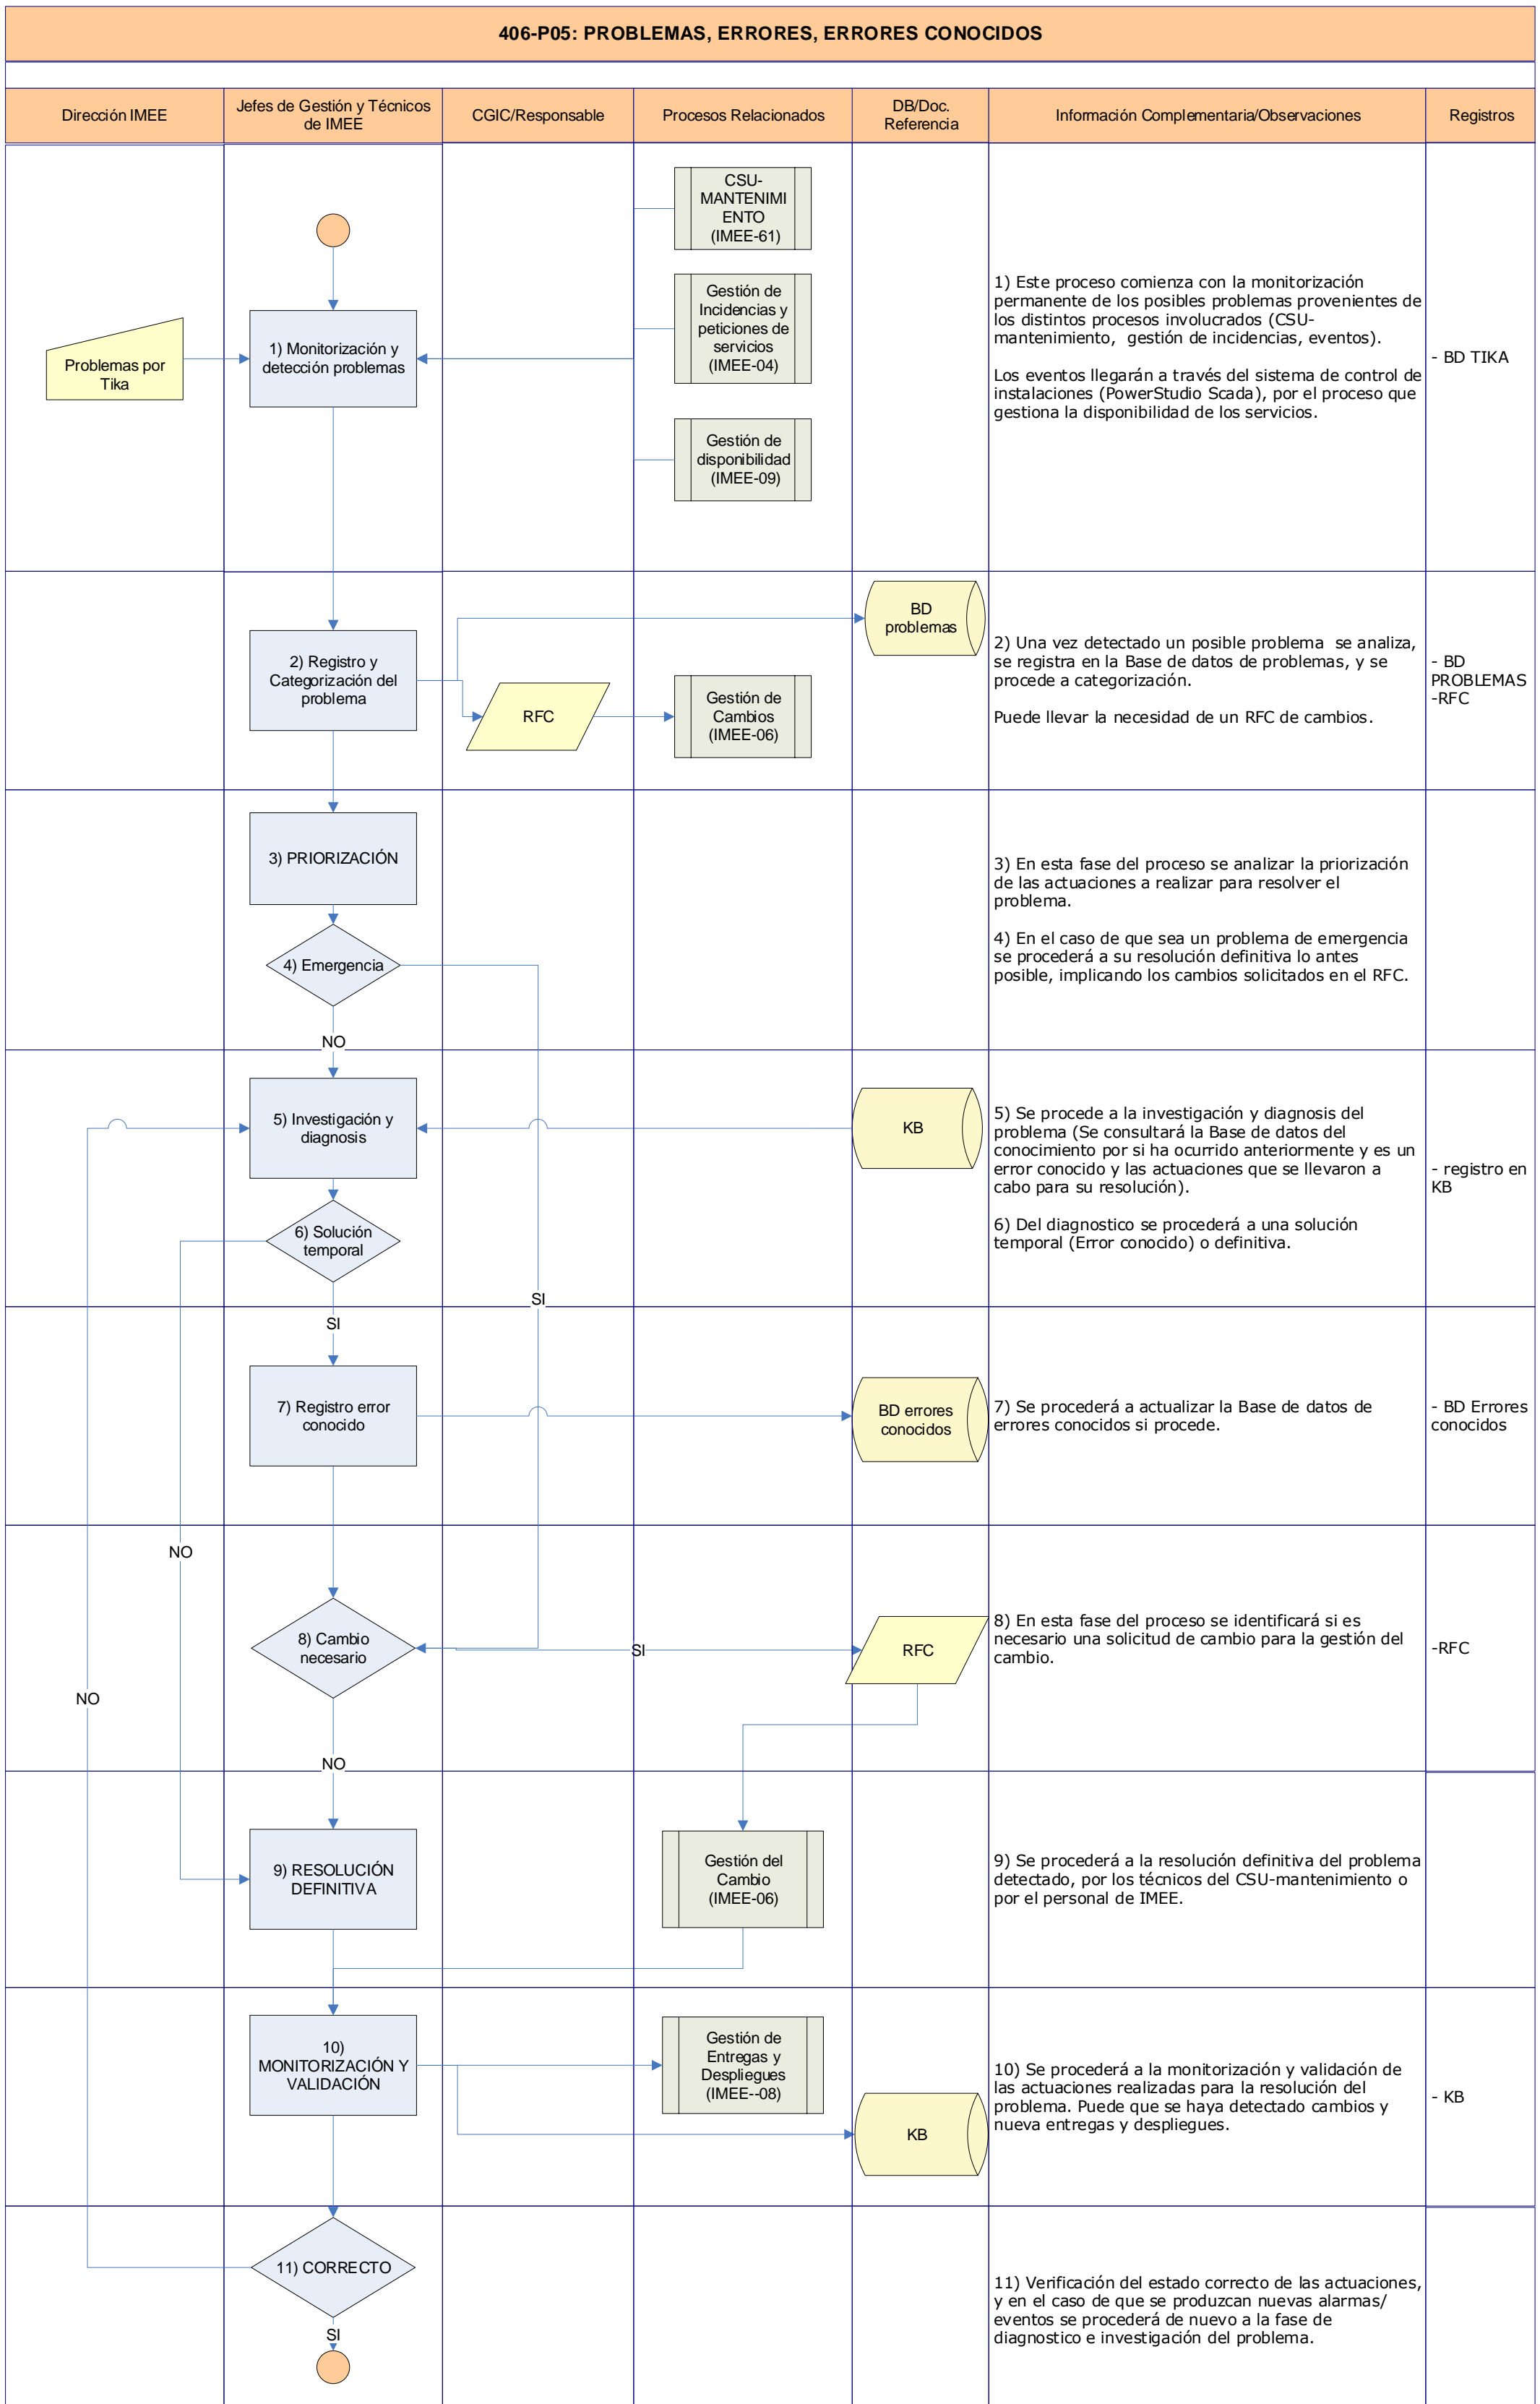 406-P05: PROBLEMAS, ERRORES, ERRORES CONOCIDOS
Dirección IMEE
Jefes de Gestión y Técnicos
de IMEE
CGIC/Responsable
Procesos Relacionados
DB/Doc.
Referencia
Información Complementaria/Observaciones
Registros
Problemas por
Tika
1) Monitorización y
detección problemas
CSU-
MANTENIMI
ENTO
(IMEE-61)
Gestión de
Incidencias y
peticiones de
servicios
(IMEE-04)
Gestión de
disponibilidad
(IMEE-09)
1) Este proceso comienza con la monitorización
permanente de los posibles problemas provenientes de
los distintos procesos involucrados (CSU-
mantenimiento, gestión de incidencias, eventos).
Los eventos llegarán a través del sistema de control de
instalaciones (PowerStudio Scada), por el proceso que
gestiona la disponibilidad de los servicios.
- BD TIKA
2) Registro y
Categorización del
problema
RFC
Gestión de
Cambios
(IMEE-06)
BD
problemas
2) Una vez detectado un posible problema se analiza,
se registra en la Base de datos de problemas, y se
procede a categorización.
Puede llevar la necesidad de un RFC de cambios.
- BD
PROBLEMAS
-RFC
3) PRIORIZACIÓN
4) Emergencia
NO
3) En esta fase del proceso se analizar la priorización
de las actuaciones a realizar para resolver el
problema.
4) En el caso de que sea un problema de emergencia
se procederá a su resolución definitiva lo antes
posible, implicando los cambios solicitados en el RFC.
5) Investigación y
diagnosis
6) Solución
temporal
SI
KB
5) Se procede a la investigación y diagnosis del
problema (Se consultará la Base de datos del
conocimiento por si ha ocurrido anteriormente y es un
error conocido y las actuaciones que se llevaron a
cabo para su resolución).
6) Del diagnostico se procederá a una solución
temporal (Error conocido) o definitiva.
- registro en
KB
SI
7) Registro error
conocido
BD errores
conocidos
7) Se procederá a actualizar la Base de datos de
errores conocidos si procede.
- BD Errores
conocidos
NO
NO
8) Cambio
necesario
SI
NO
RFC
8) En esta fase del proceso se identificará si es
necesario una solicitud de cambio para la gestión del
cambio.
-RFC
9) RESOLUCIÓN
DEFINITIVA
Gestión del
Cambio
(IMEE-06)
9) Se procederá a la resolución definitiva del problema
detectado, por los técnicos del CSU-mantenimiento o
por el personal de IMEE.
10)
MONITORIZACIÓN Y
VALIDACIÓN
Gestión de
Entregas y
Despliegues
(IMEE--08)
KB
10) Se procederá a la monitorización y validación de
las actuaciones realizadas para la resolución del
problema. Puede que se haya detectado cambios y
nueva entregas y despliegues.
- KB
11) CORRECTO
SI
11) Verificación del estado correcto de las actuaciones,
y en el caso de que se produzcan nuevas alarmas/
eventos se procederá de nuevo a la fase de
diagnostico e investigación del problema.